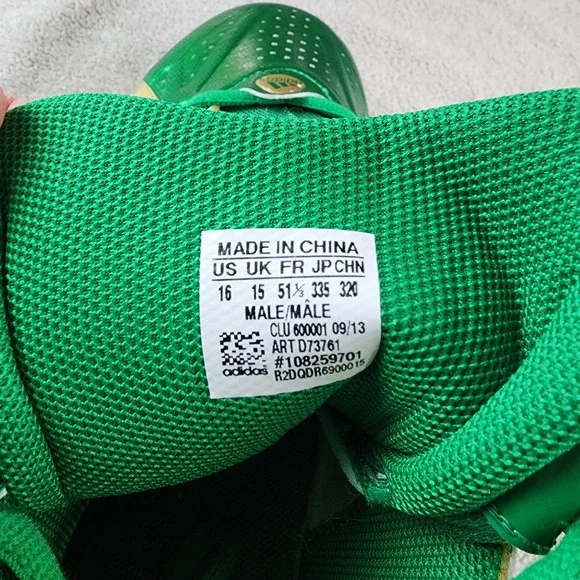 MADE IN CHINA
US UK FR JP CHN
16 15 51⅓ 335 320
MALE/MÂLE
CLU 600001 09/13
ART D73761
#108259701
adidas R2DQDR6900015